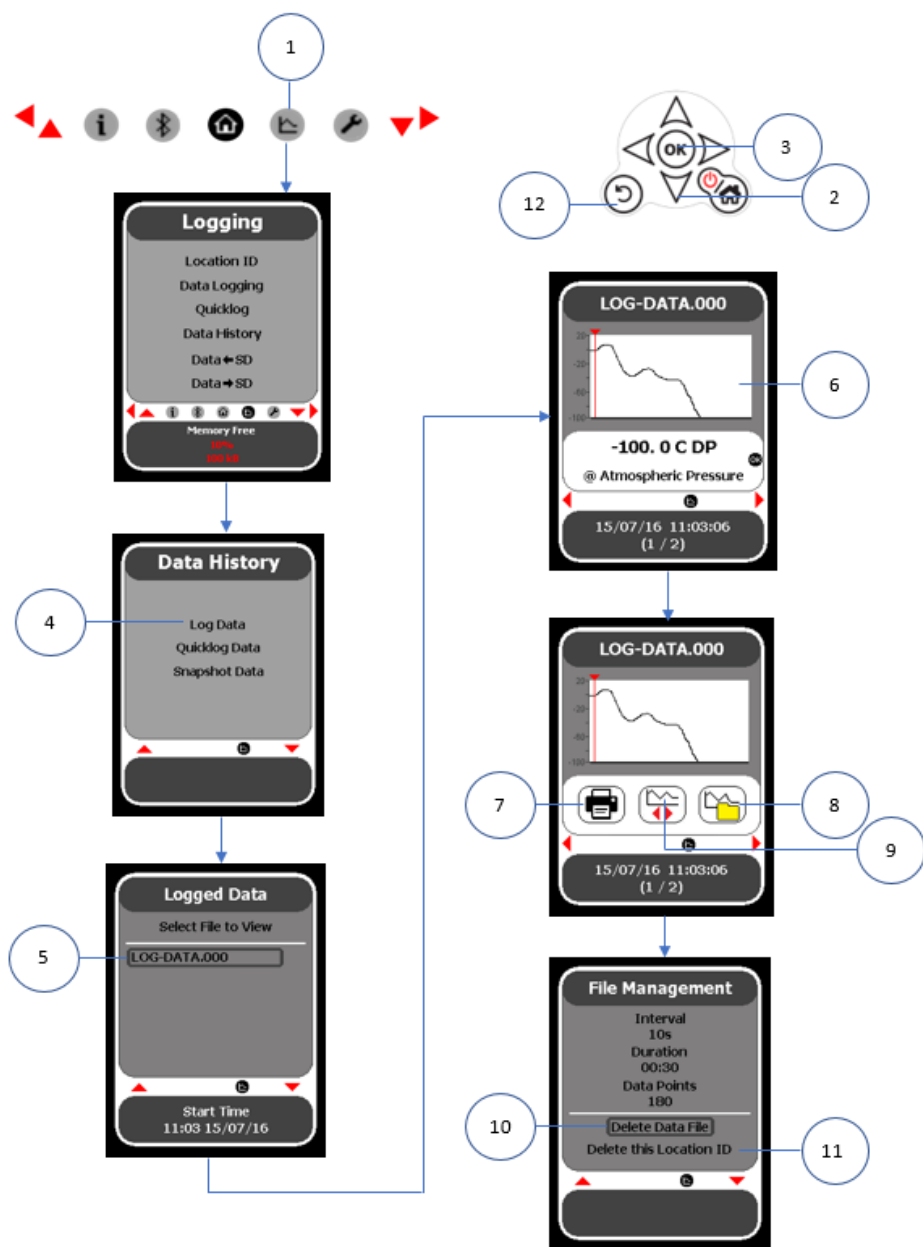 1
OK
3
2
12
Logging
Location ID
Data Logging
Quicklog
Data History
Data ← SD
Data → SD
Memory Free
LOG-DATA.000
20
-20
-60
-100
6
-100. 0 C DP
OK
@ Atmospheric Pressure
15/07/16 11:03:06
(1 / 2)
Data History
4
Log Data
Quicklog Data
Snapshot Data
LOG-DATA.000
20
-20
-60
-100
7
8
9
15/07/16 11:03:06
(1 / 2)
Logged Data
Select File to View
5
LOG-DATA.000
Start Time
11:03 15/07/16
File Management
Interval
10s
Duration
00:30
Data Points
180
10
Delete Data File
Delete this Location ID
11